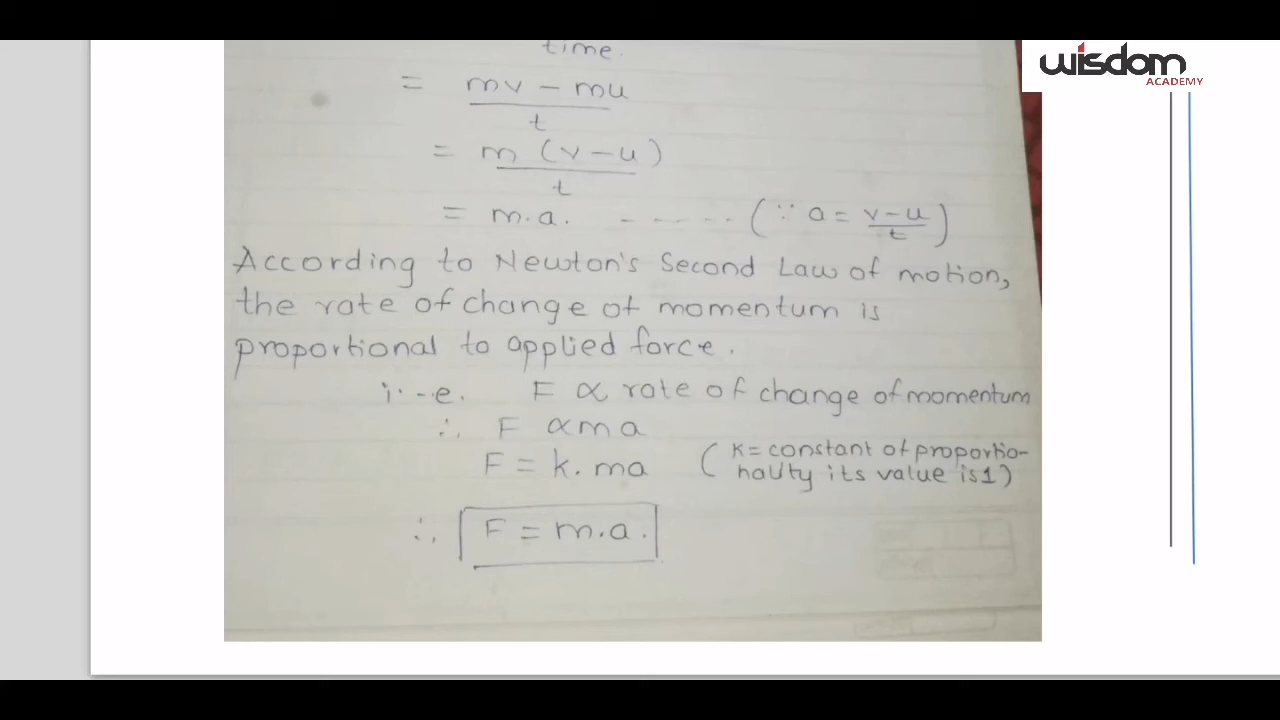 time.
wisdom
ACADEMY
= mv - mu
t
= m (v-u)
t
= m.a. ------ (∵ a = v-u
t )
According to Newton's Second Law of motion,
the rate of change of momentum is
proportional to applied force.
i.-e. F ∝ rate of change of momentum
∴ F ∝ ma
F = k. ma (k= constant of proportio-
nality its value is 1)
∴ F = m.a.